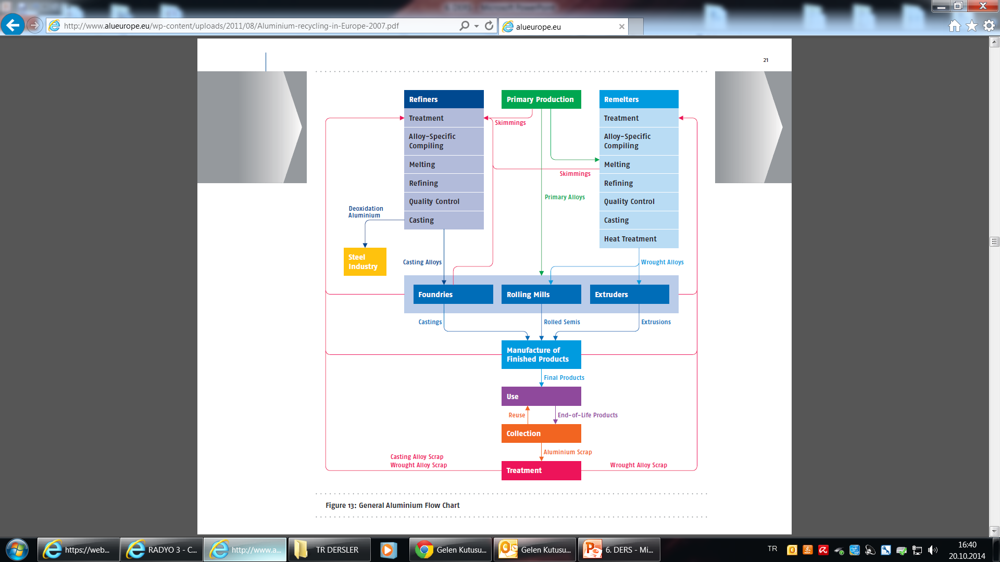 6. DERS - Microsoft PowerPoint
http://www.alueurope.eu/wp-content/uploads/2011/08/Aluminium-recycling-in-Europe-2007.pdf
alueurope.eu
21
Refiners
Treatment
Alloy-Specific
Compiling
Melting
Refining
Quality Control
Casting
Primary Production
Remelters
Treatment
Alloy-Specific
Compiling
Melting
Refining
Quality Control
Casting
Heat Treatment
Skimmings
Skimmings
Primary Alloys
Deoxidation
Aluminium
Steel
Industry
Casting Alloys
Wrought Alloys
Foundries
Rolling Mills
Extruders
Castings
Rolled Semis
Extrusions
Manufacture of
Finished Products
Final Products
Use
Reuse
End-of-Life Products
Collection
Aluminium Scrap
Casting Alloy Scrap
Wrought Alloy Scrap
Treatment
Wrought Alloy Scrap
Figure 13: General Aluminium Flow Chart
https://web...
RADYO 3 - C...
http://www.a...
TR DERSLER
Gelen Kutusu...
Gelen Kutusu...
6. DERS - Mi...
TR
16:40
20.10.2014